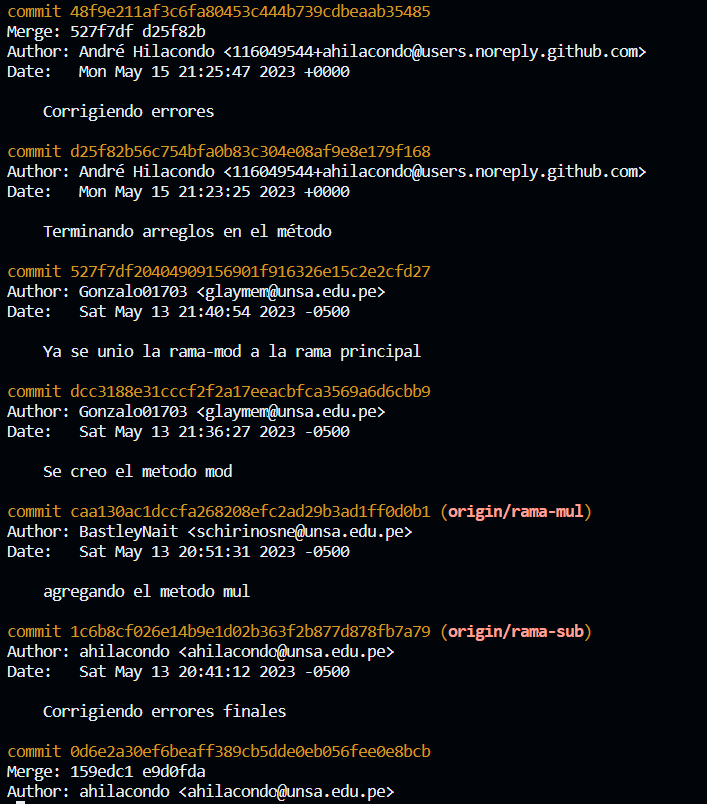 commit 48f9e211af3c6fa80453c444b739cdbeaab35485
Merge: 527f7df d25f82b
Author: André Hilacondo <116049544+ahilacondo@users.noreply.github.com>
Date:   Mon May 15 21:25:47 2023 +0000
Corrigiendo errores
commit d25f82b56c754bfa0b83c304e08af9e8e179f168
Author: André Hilacondo <116049544+ahilacondo@users.noreply.github.com>
Date:   Mon May 15 21:23:25 2023 +0000
Terminando arreglos en el método
commit 527f7df20404909156901f916326e15c2e2cfd27
Author: Gonzalo01703 <glaymem@unsa.edu.pe>
Date:   Sat May 13 21:40:54 2023 -0500
Ya se unio la rama-mod a la rama principal
commit dcc3188e31cccf2f2a17eeacbfca3569a6d6cbb9
Author: Gonzalo01703 <glaymem@unsa.edu.pe>
Date:   Sat May 13 21:36:27 2023 -0500
Se creo el metodo mod
commit caa130ac1dccfa268208efc2ad29b3ad1ff0d0b1 (origin/rama-mul)
Author: BastleyNait <schirinosne@unsa.edu.pe>
Date:   Sat May 13 20:51:31 2023 -0500
agregando el metodo mul
commit 1c6b8cf026e14b9e1d02b363f2b877d878fb7a79 (origin/rama-sub)
Author: ahilacondo <ahilacondo@unsa.edu.pe>
Date:   Sat May 13 20:41:12 2023 -0500
Corrigiendo errores finales
commit 0d6e2a30ef6beaff389cb5dde0eb056fee0e8bcb
Merge: 159edc1 e9d0fda
Author: ahilacondo <ahilacondo@unsa.edu.pe>